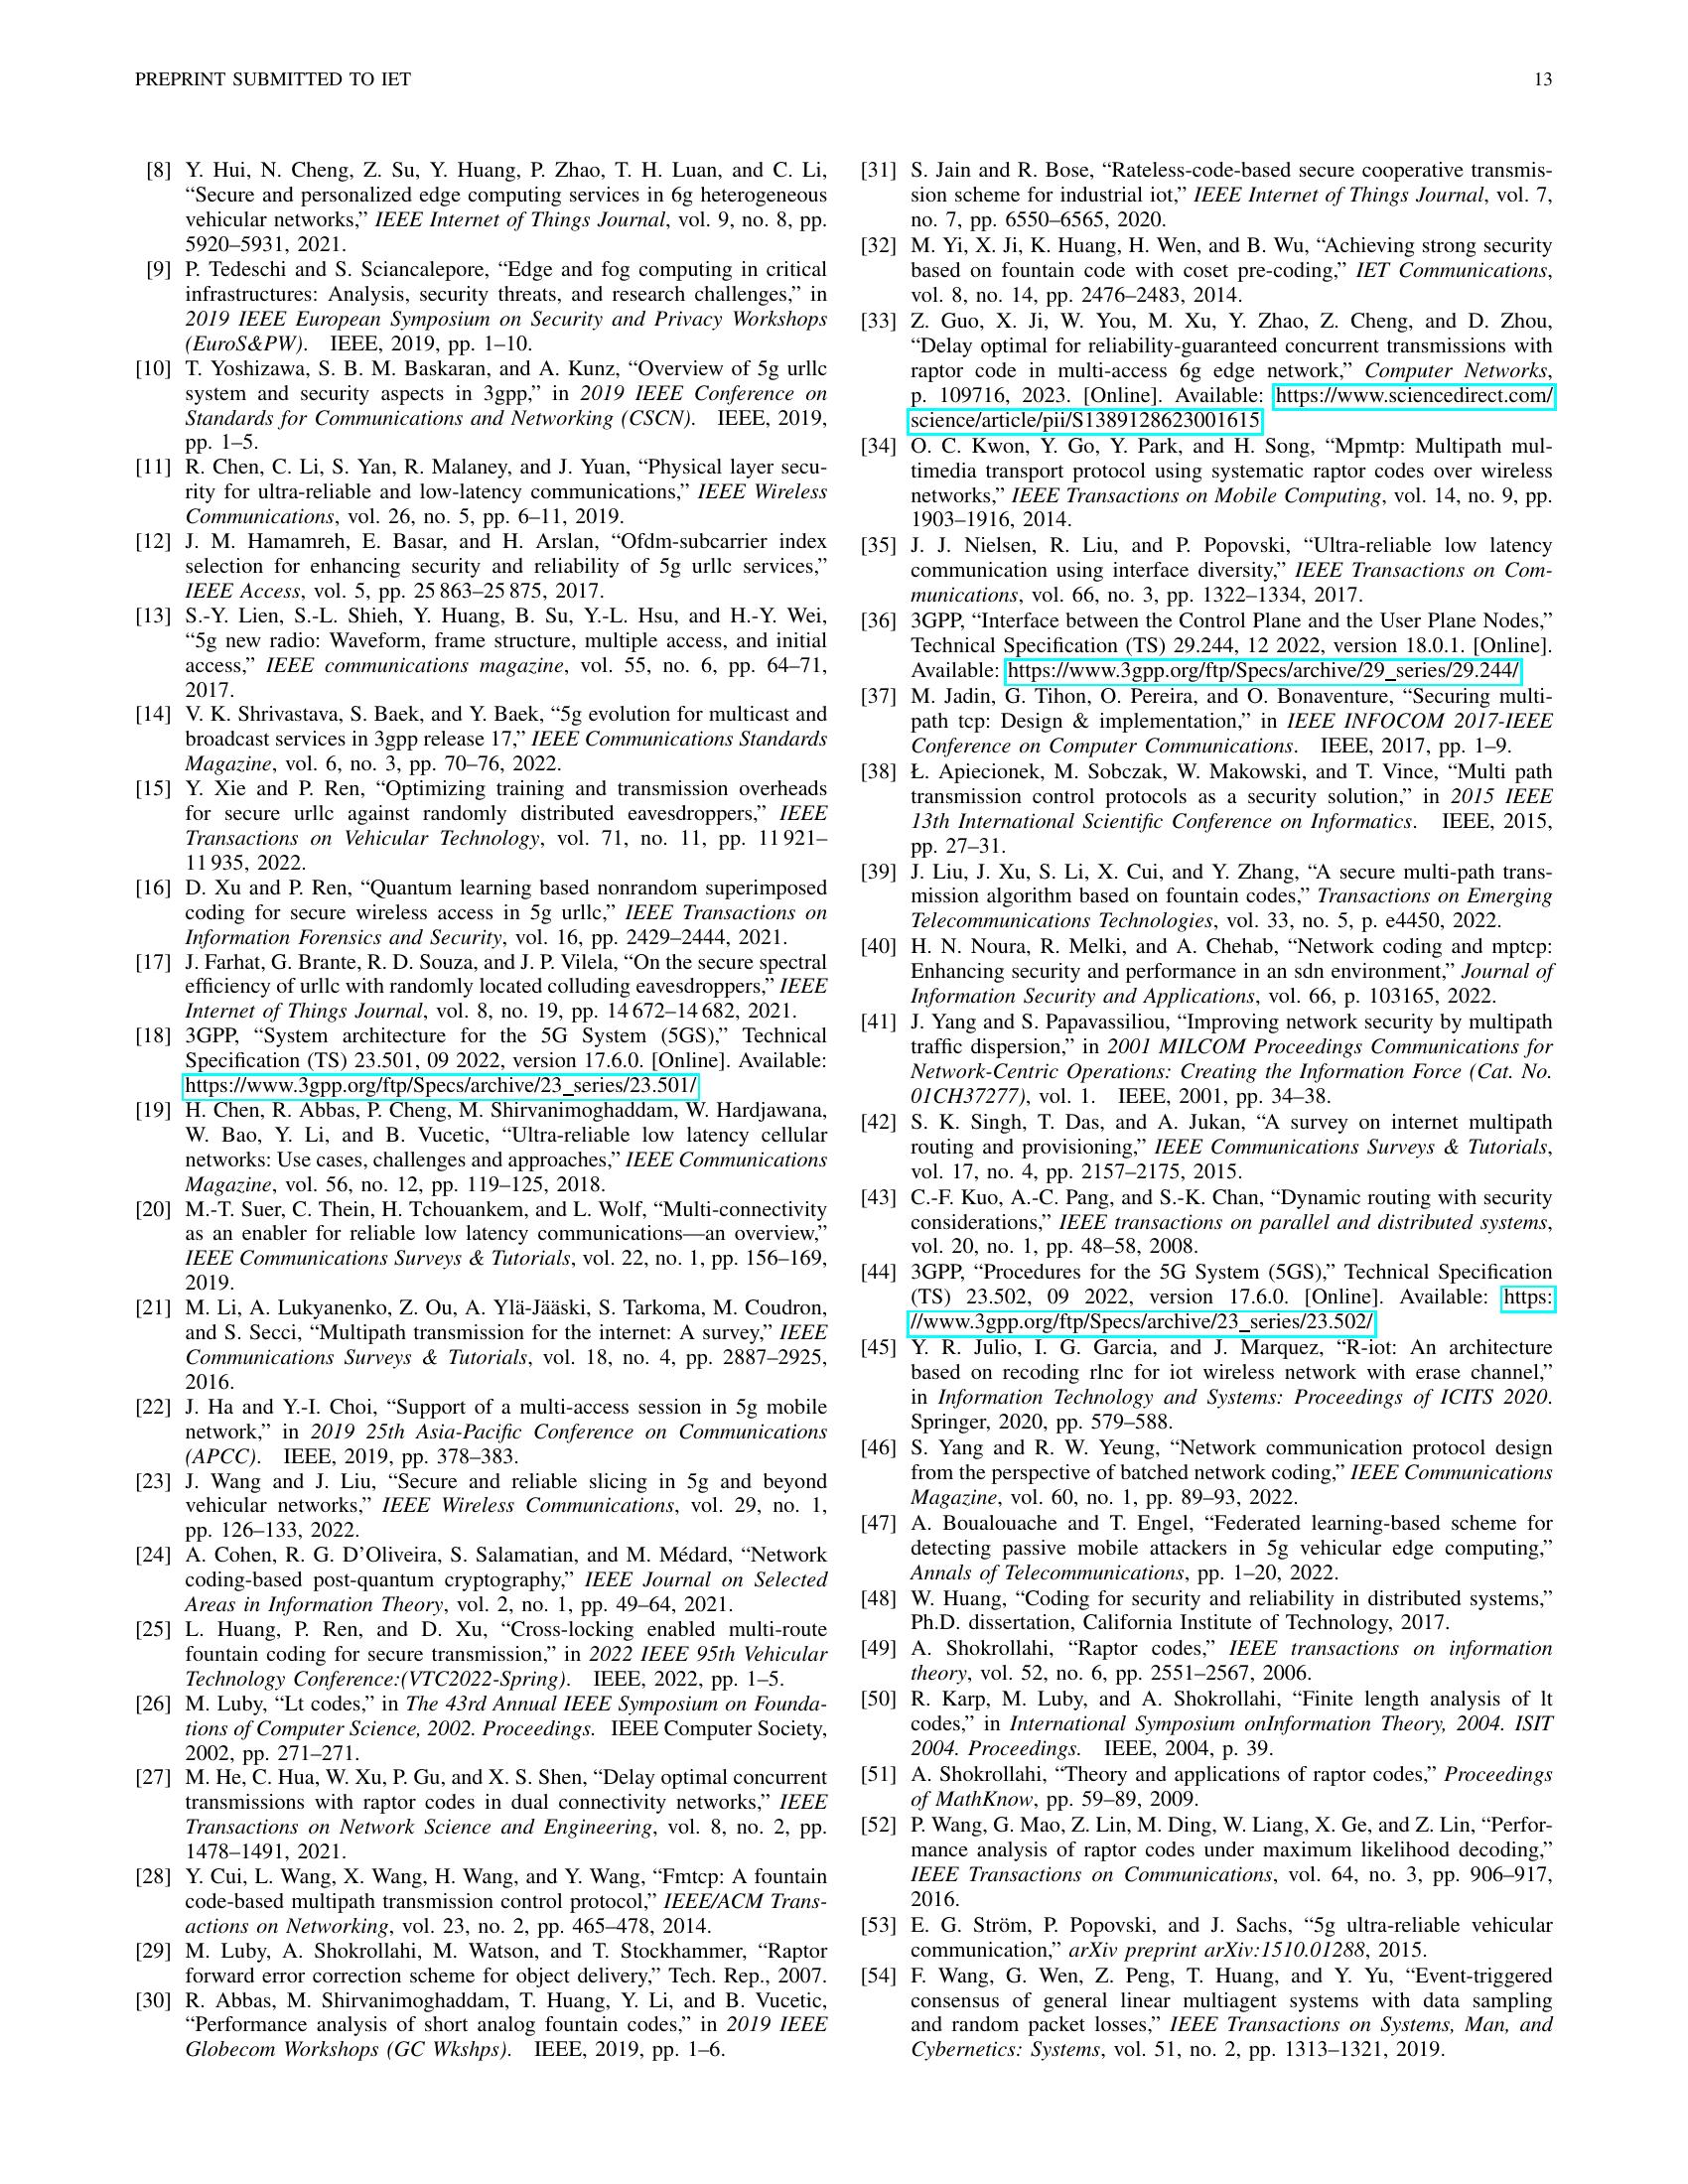 PREPRINT SUBMITTED TO IET
13
[8] Y. Hui, N. Cheng, Z. Su, Y. Huang, P. Zhao, T. H. Luan, and C. Li,
“Secure and personalized edge computing services in 6g heterogeneous
vehicular networks,” IEEE Internet of Things Journal, vol. 9, no. 8, pp.
5920–5931, 2021.
[9] P. Tedeschi and S. Sciancalepore, “Edge and fog computing in critical
infrastructures: Analysis, security threats, and research challenges,” in
2019 IEEE European Symposium on Security and Privacy Workshops
(EuroS&PW). IEEE, 2019, pp. 1–10.
[10] T. Yoshizawa, S. B. M. Baskaran, and A. Kunz, “Overview of 5g urllc
system and security aspects in 3gpp,” in 2019 IEEE Conference on
Standards for Communications and Networking (CSCN). IEEE, 2019,
pp. 1–5.
[11] R. Chen, C. Li, S. Yan, R. Malaney, and J. Yuan, “Physical layer secu-
rity for ultra-reliable and low-latency communications,” IEEE Wireless
Communications, vol. 26, no. 5, pp. 6–11, 2019.
[12] J. M. Hamamreh, E. Basar, and H. Arslan, “Ofdm-subcarrier index
selection for enhancing security and reliability of 5g urllc services,”
IEEE Access, vol. 5, pp. 25 863–25 875, 2017.
[13] S.-Y. Lien, S.-L. Shieh, Y. Huang, B. Su, Y.-L. Hsu, and H.-Y. Wei,
“5g new radio: Waveform, frame structure, multiple access, and initial
access,” IEEE communications magazine, vol. 55, no. 6, pp. 64–71,
2017.
[14] V. K. Shrivastava, S. Baek, and Y. Baek, “5g evolution for multicast and
broadcast services in 3gpp release 17,” IEEE Communications Standards
Magazine, vol. 6, no. 3, pp. 70–76, 2022.
[15] Y. Xie and P. Ren, “Optimizing training and transmission overheads
for secure urllc against randomly distributed eavesdroppers,” IEEE
Transactions on Vehicular Technology, vol. 71, no. 11, pp. 11 921–
11 935, 2022.
[16] D. Xu and P. Ren, “Quantum learning based nonrandom superimposed
coding for secure wireless access in 5g urllc,” IEEE Transactions on
Information Forensics and Security, vol. 16, pp. 2429–2444, 2021.
[17] J. Farhat, G. Brante, R. D. Souza, and J. P. Vilela, “On the secure spectral
efficiency of urllc with randomly located colluding eavesdroppers,” IEEE
Internet of Things Journal, vol. 8, no. 19, pp. 14 672–14 682, 2021.
[18] 3GPP, “System architecture for the 5G System (5GS),” Technical
Specification (TS) 23.501, 09 2022, version 17.6.0. [Online]. Available:
https://www.3gpp.org/ftp/Specs/archive/23_series/23.501/
[19] H. Chen, R. Abbas, P. Cheng, M. Shirvanimoghaddam, W. Hardjawana,
W. Bao, Y. Li, and B. Vucetic, “Ultra-reliable low latency cellular
networks: Use cases, challenges and approaches,” IEEE Communications
Magazine, vol. 56, no. 12, pp. 119–125, 2018.
[20] M.-T. Suer, C. Thein, H. Tchouankem, and L. Wolf, “Multi-connectivity
as an enabler for reliable low latency communications—an overview,”
IEEE Communications Surveys & Tutorials, vol. 22, no. 1, pp. 156–169,
2019.
[21] M. Li, A. Lukyanenko, Z. Ou, A. Ylä-Jääski, S. Tarkoma, M. Coudron,
and S. Secci, “Multipath transmission for the internet: A survey,” IEEE
Communications Surveys & Tutorials, vol. 18, no. 4, pp. 2887–2925,
2016.
[22] J. Ha and Y.-I. Choi, “Support of a multi-access session in 5g mobile
network,” in 2019 25th Asia-Pacific Conference on Communications
(APCC). IEEE, 2019, pp. 378–383.
[23] J. Wang and J. Liu, “Secure and reliable slicing in 5g and beyond
vehicular networks,” IEEE Wireless Communications, vol. 29, no. 1,
pp. 126–133, 2022.
[24] A. Cohen, R. G. D’Oliveira, S. Salamatian, and M. Médard, “Network
coding-based post-quantum cryptography,” IEEE Journal on Selected
Areas in Information Theory, vol. 2, no. 1, pp. 49–64, 2021.
[25] L. Huang, P. Ren, and D. Xu, “Cross-locking enabled multi-route
fountain coding for secure transmission,” in 2022 IEEE 95th Vehicular
Technology Conference:(VTC2022-Spring). IEEE, 2022, pp. 1–5.
[26] M. Luby, “Lt codes,” in The 43rd Annual IEEE Symposium on Founda-
tions of Computer Science, 2002. Proceedings. IEEE Computer Society,
2002, pp. 271–271.
[27] M. He, C. Hua, W. Xu, P. Gu, and X. S. Shen, “Delay optimal concurrent
transmissions with raptor codes in dual connectivity networks,” IEEE
Transactions on Network Science and Engineering, vol. 8, no. 2, pp.
1478–1491, 2021.
[28] Y. Cui, L. Wang, X. Wang, H. Wang, and Y. Wang, “Fmtcp: A fountain
code-based multipath transmission control protocol,” IEEE/ACM Trans-
actions on Networking, vol. 23, no. 2, pp. 465–478, 2014.
[29] M. Luby, A. Shokrollahi, M. Watson, and T. Stockhammer, “Raptor
forward error correction scheme for object delivery,” Tech. Rep., 2007.
[30] R. Abbas, M. Shirvanimoghaddam, T. Huang, Y. Li, and B. Vucetic,
“Performance analysis of short analog fountain codes,” in 2019 IEEE
Globecom Workshops (GC Wkshps). IEEE, 2019, pp. 1–6.
[31] S. Jain and R. Bose, “Rateless-code-based secure cooperative transmis-
sion scheme for industrial iot,” IEEE Internet of Things Journal, vol. 7,
no. 7, pp. 6550–6565, 2020.
[32] M. Yi, X. Ji, K. Huang, H. Wen, and B. Wu, “Achieving strong security
based on fountain code with coset pre-coding,” IET Communications,
vol. 8, no. 14, pp. 2476–2483, 2014.
[33] Z. Guo, X. Ji, W. You, M. Xu, Y. Zhao, Z. Cheng, and D. Zhou,
“Delay optimal for reliability-guaranteed concurrent transmissions with
raptor code in multi-access 6g edge network,” Computer Networks,
p. 109716, 2023. [Online]. Available: https://www.sciencedirect.com/
science/article/pii/S1389128623001615
[34] O. C. Kwon, Y. Go, Y. Park, and H. Song, “Mpmtp: Multipath mul-
timedia transport protocol using systematic raptor codes over wireless
networks,” IEEE Transactions on Mobile Computing, vol. 14, no. 9, pp.
1903–1916, 2014.
[35] J. J. Nielsen, R. Liu, and P. Popovski, “Ultra-reliable low latency
communication using interface diversity,” IEEE Transactions on Com-
munications, vol. 66, no. 3, pp. 1322–1334, 2017.
[36] 3GPP, “Interface between the Control Plane and the User Plane Nodes,”
Technical Specification (TS) 29.244, 12 2022, version 18.0.1. [Online].
Available: https://www.3gpp.org/ftp/Specs/archive/29_series/29.244/
[37] M. Jadin, G. Tihon, O. Pereira, and O. Bonaventure, “Securing multi-
path tcp: Design & implementation,” in IEEE INFOCOM 2017-IEEE
Conference on Computer Communications. IEEE, 2017, pp. 1–9.
[38] Ł. Apiecionek, M. Sobczak, W. Makowski, and T. Vince, “Multi path
transmission control protocols as a security solution,” in 2015 IEEE
13th International Scientific Conference on Informatics. IEEE, 2015,
pp. 27–31.
[39] J. Liu, J. Xu, S. Li, X. Cui, and Y. Zhang, “A secure multi-path trans-
mission algorithm based on fountain codes,” Transactions on Emerging
Telecommunications Technologies, vol. 33, no. 5, p. e4450, 2022.
[40] H. N. Noura, R. Melki, and A. Chehab, “Network coding and mptcp:
Enhancing security and performance in an sdn environment,” Journal of
Information Security and Applications, vol. 66, p. 103165, 2022.
[41] J. Yang and S. Papavassiliou, “Improving network security by multipath
traffic dispersion,” in 2001 MILCOM Proceedings Communications for
Network-Centric Operations: Creating the Information Force (Cat. No.
01CH37277), vol. 1. IEEE, 2001, pp. 34–38.
[42] S. K. Singh, T. Das, and A. Jukan, “A survey on internet multipath
routing and provisioning,” IEEE Communications Surveys & Tutorials,
vol. 17, no. 4, pp. 2157–2175, 2015.
[43] C.-F. Kuo, A.-C. Pang, and S.-K. Chan, “Dynamic routing with security
considerations,” IEEE transactions on parallel and distributed systems,
vol. 20, no. 1, pp. 48–58, 2008.
[44] 3GPP, “Procedures for the 5G System (5GS),” Technical Specification
(TS) 23.502, 09 2022, version 17.6.0. [Online]. Available: https:
//www.3gpp.org/ftp/Specs/archive/23_series/23.502/
[45] Y. R. Julio, I. G. Garcia, and J. Marquez, “R-iot: An architecture
based on recoding rlnc for iot wireless network with erase channel,”
in Information Technology and Systems: Proceedings of ICITS 2020.
Springer, 2020, pp. 579–588.
[46] S. Yang and R. W. Yeung, “Network communication protocol design
from the perspective of batched network coding,” IEEE Communications
Magazine, vol. 60, no. 1, pp. 89–93, 2022.
[47] A. Boualouache and T. Engel, “Federated learning-based scheme for
detecting passive mobile attackers in 5g vehicular edge computing,”
Annals of Telecommunications, pp. 1–20, 2022.
[48] W. Huang, “Coding for security and reliability in distributed systems,”
Ph.D. dissertation, California Institute of Technology, 2017.
[49] A. Shokrollahi, “Raptor codes,” IEEE transactions on information
theory, vol. 52, no. 6, pp. 2551–2567, 2006.
[50] R. Karp, M. Luby, and A. Shokrollahi, “Finite length analysis of lt
codes,” in International Symposium onInformation Theory, 2004. ISIT
2004. Proceedings. IEEE, 2004, p. 39.
[51] A. Shokrollahi, “Theory and applications of raptor codes,” Proceedings
of MathKnow, pp. 59–89, 2009.
[52] P. Wang, G. Mao, Z. Lin, M. Ding, W. Liang, X. Ge, and Z. Lin, “Perfor-
mance analysis of raptor codes under maximum likelihood decoding,”
IEEE Transactions on Communications, vol. 64, no. 3, pp. 906–917,
2016.
[53] E. G. Ström, P. Popovski, and J. Sachs, “5g ultra-reliable vehicular
communication,” arXiv preprint arXiv:1510.01288, 2015.
[54] F. Wang, G. Wen, Z. Peng, T. Huang, and Y. Yu, “Event-triggered
consensus of general linear multiagent systems with data sampling
and random packet losses,” IEEE Transactions on Systems, Man, and
Cybernetics: Systems, vol. 51, no. 2, pp. 1313–1321, 2019.